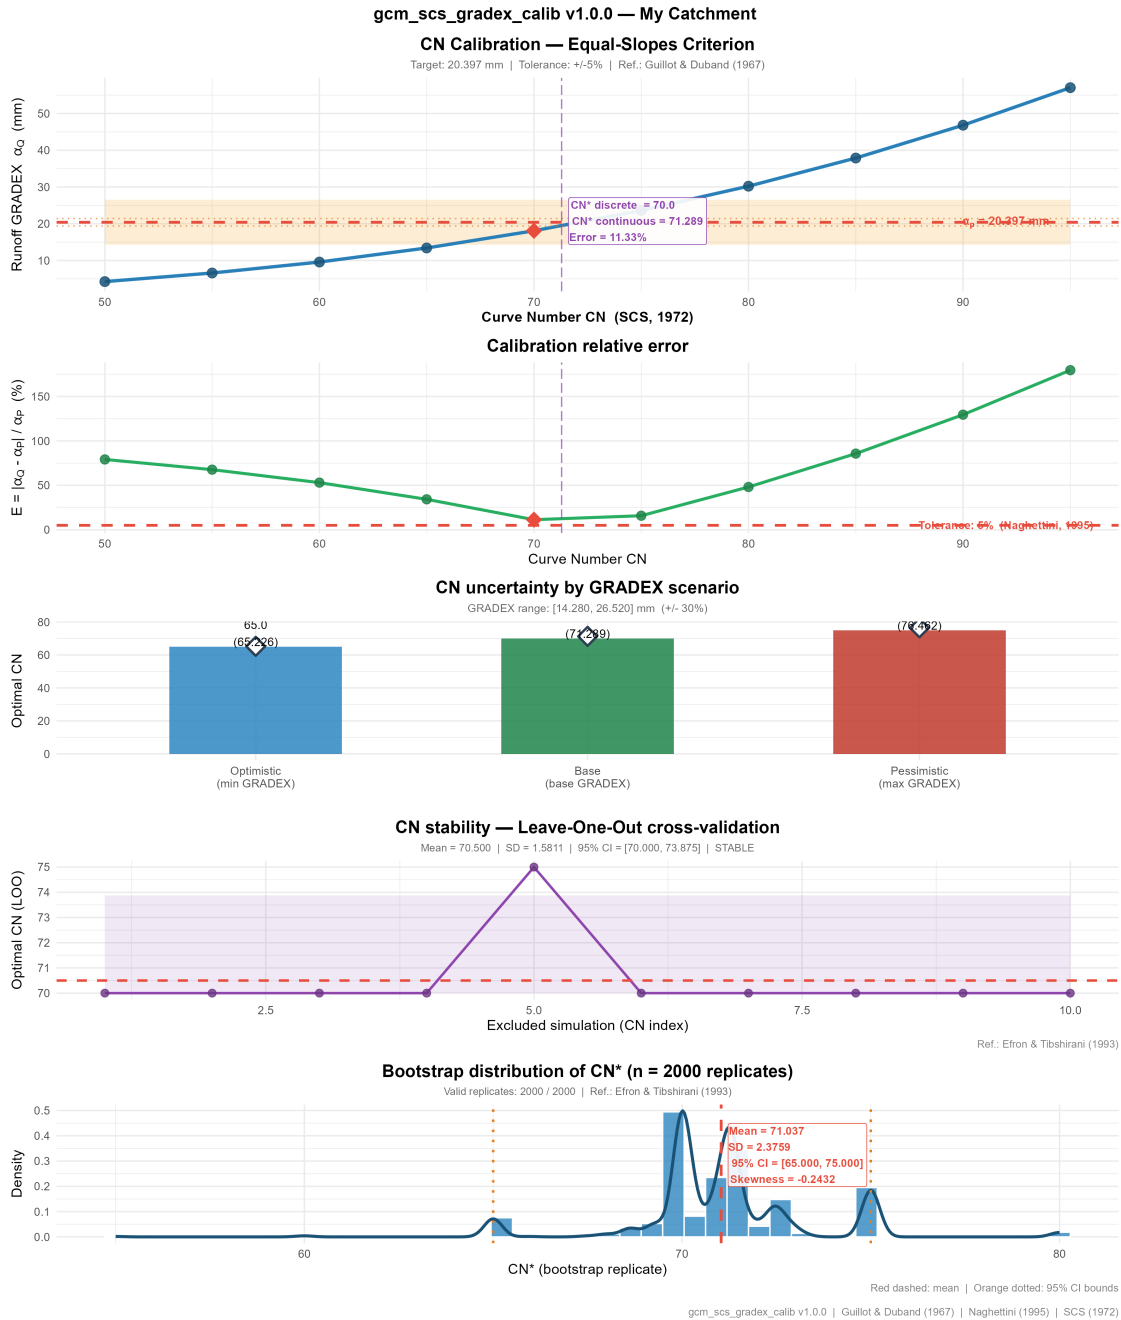 gcm_scs_gradex_calib v1.0.0 — My Catchment
CN Calibration — Equal-Slopes Criterion
Target: 20.397 mm | Tolerance: +/-5% | Ref.: Guillot & Duband (1967)
Runoff GRADEX αQ (mm)
50
40
30
20
10
CN* discrete = 70.0
CN* continuous = 71.289
Error = 11.33%
αp = 20.397 mm
50 60 70 80 90
Curve Number CN (SCS, 1972)
Calibration relative error
E = |αQ - αP| / αP (%)
150
100
50
0
Tolerance: 5% (Naghettini, 1995)
50 60 70 80 90
Curve Number CN
CN uncertainty by GRADEX scenario
GRADEX range: [14.280, 26.520] mm (+/- 30%)
Optimal CN
80
60
40
20
0
65.0
(65.226)
(71.289)
(76.462)
Optimistic
(min GRADEX)
Base
(base GRADEX)
Pessimistic
(max GRADEX)
CN stability — Leave-One-Out cross-validation
Mean = 70.500 | SD = 1.5811 | 95% CI = [70.000, 73.875] | STABLE
Optimal CN (LOO)
75
74
73
72
71
70
2.5 5.0 7.5 10.0
Excluded simulation (CN index)
Ref.: Efron & Tibshirani (1993)
Bootstrap distribution of CN* (n = 2000 replicates)
Valid replicates: 2000 / 2000 | Ref.: Efron & Tibshirani (1993)
Density
0.5
0.4
0.3
0.2
0.1
0.0
Mean = 71.037
SD = 2.3759
95% CI = [65.000, 75.000]
Skewness = -0.2432
60 70 80
CN* (bootstrap replicate)
Red dashed: mean | Orange dotted: 95% CI bounds
gcm_scs_gradex_calib v1.0.0 | Guillot & Duband (1967) | Naghettini (1995) | SCS (1972)